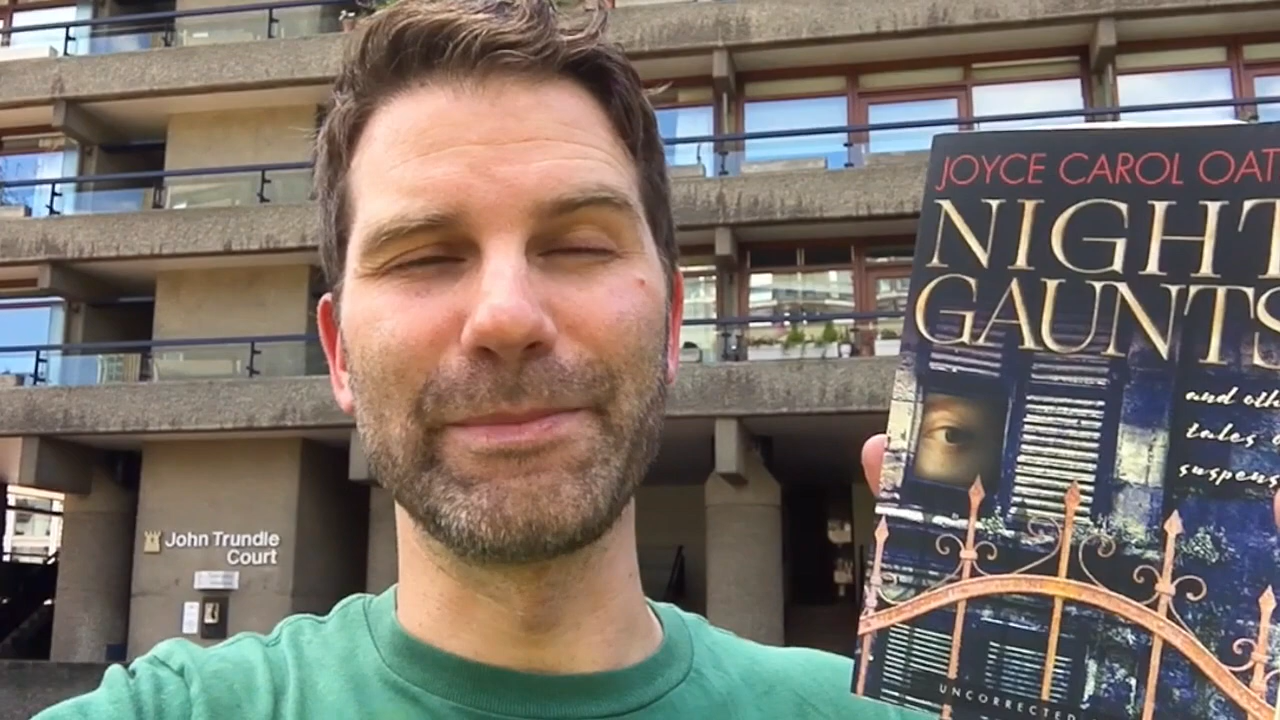 JOYCE CAROL OAT
NIGHT
GAUNTS
and oth
tales o
suspens
UNCORRECTED
John Trundle
Court